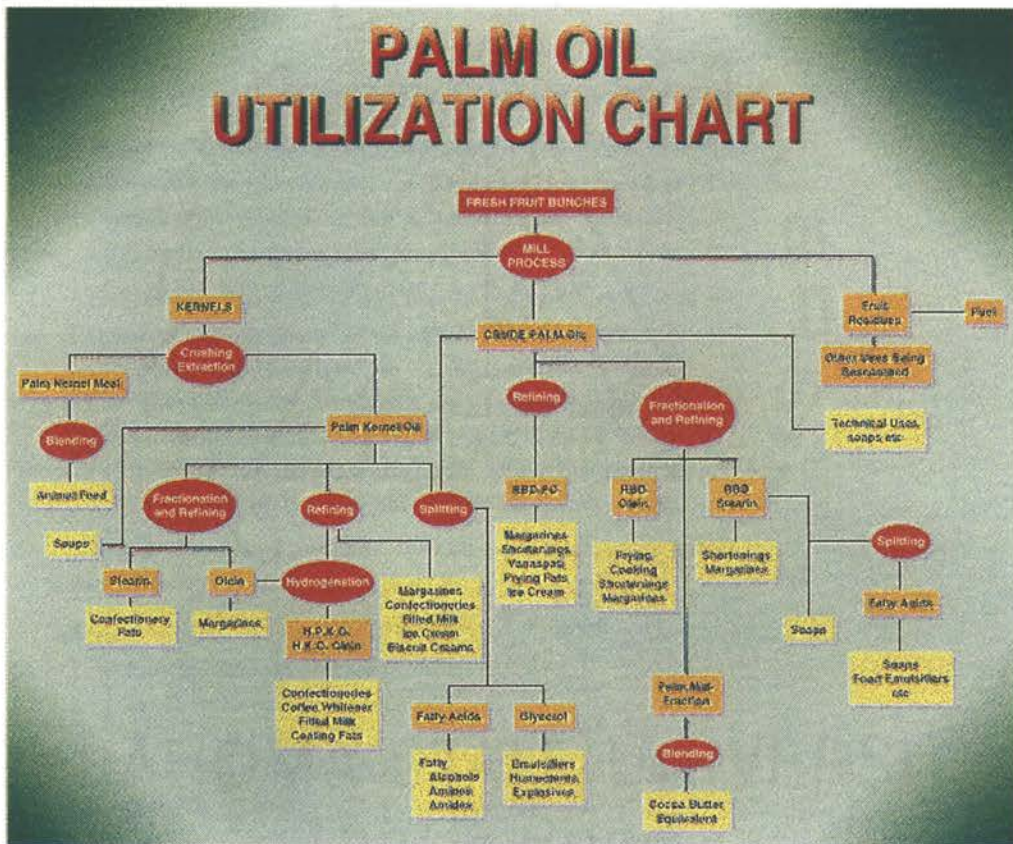 PALM OIL
UTILIZATION CHART
FRESH FRUIT BUNCHES
MILL
PROCESS
KERNELS
Fruit
Residues
Fuel
CRUDE PALM OIL
Crushing
Extraction
Other Uses Being
Researched
Palm Kernel Meal
Refining
Fractionation
and Refining
Palm Kernel Oil
Technical Uses,
soaps, etc
Blending
Animal Feed
Fractionation
and Refining
Refining
Splitting
RBD PO
RBD
Olein
RBD
Stearin
Soaps
Margarines
Shortenings
Vanaspati
Frying Fats
Ice Cream
Frying,
Cooking
Shortenings
Margarines
Shortenings
Margarines
Splitting
Stearin
Olein
Hydrogenation
Margarines
Confectioneries
Filled Milk
Ice Cream
Biscuit Creams
Fatty Acids
Confectionery
Fats
Margarines
Soaps
H.K.O. Olein
Soaps
Food Emulsifiers
etc
Confectioneries
Coffee Whitener
Filled Milk
Coating Fats
Palm Mid-
Fraction
Fatty Acids
Glycerol
Blending
Fatty
Alcohols
Amines
Amides
Emulsifiers
Humectants
Explosives
Cocoa Butter
Equivalent